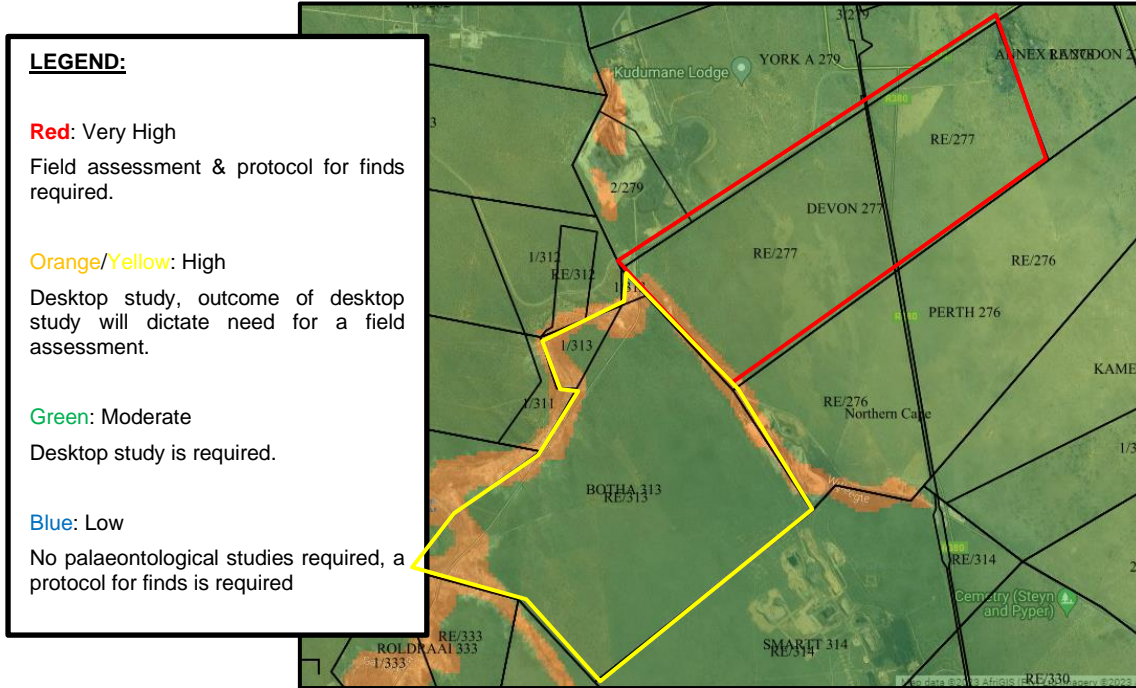 LEGEND:
Red: Very High
Field assessment & protocol for finds
required.
Orange/Yellow: High
Desktop study, outcome of desktop
study will dictate need for a field
assessment.
Green: Moderate
Desktop study is required.
Blue: Low
No palaeontological studies required, a
protocol for finds is required
3/279
Kudumane Lodge
YORK A 279
R380
RE/277
3
2/279
DEVON 277
RE/277
1/312
RE/312
RE/276
PERTH 276
1/313
KAME
1/311
RE/276
Northern Cape
BOTHA 313
RE/313
RE/314
Cemetry (Steyn
and Pyper)
RE/333
ROLDRAAI 333
1/333
SMARTT 314
RE/314
RE/330